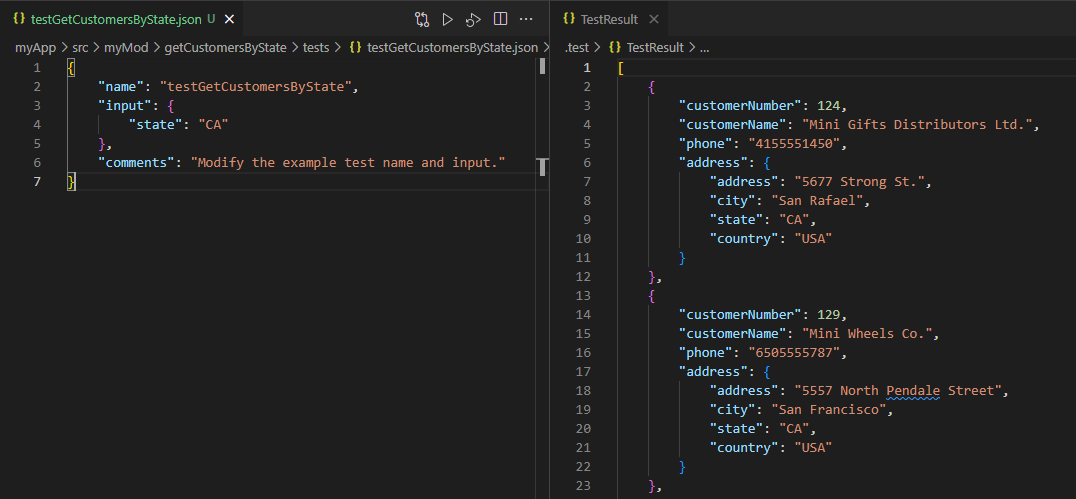 {} testGetCustomersByState.json U ×
myApp > src > myMod > getCustomersByState > tests > {} testGetCustomersByState.json >
1 {
2     "name": "testGetCustomersByState",
3     "input": {
4         "state": "CA"
5     },
6     "comments": "Modify the example test name and input."
7 }
{} TestResult ×
.test > {} TestResult > ...
1 [
2     {
3         "customerNumber": 124,
4         "customerName": "Mini Gifts Distributors Ltd.",
5         "phone": "4155551450",
6         "address": {
7             "address": "5677 Strong St.",
8             "city": "San Rafael",
9             "state": "CA",
10             "country": "USA"
11         }
12     },
13     {
14         "customerNumber": 129,
15         "customerName": "Mini Wheels Co.",
16         "phone": "6505555787",
17         "address": {
18             "address": "5557 North Pendale Street",
19             "city": "San Francisco",
20             "state": "CA",
21             "country": "USA"
22         }
23     },